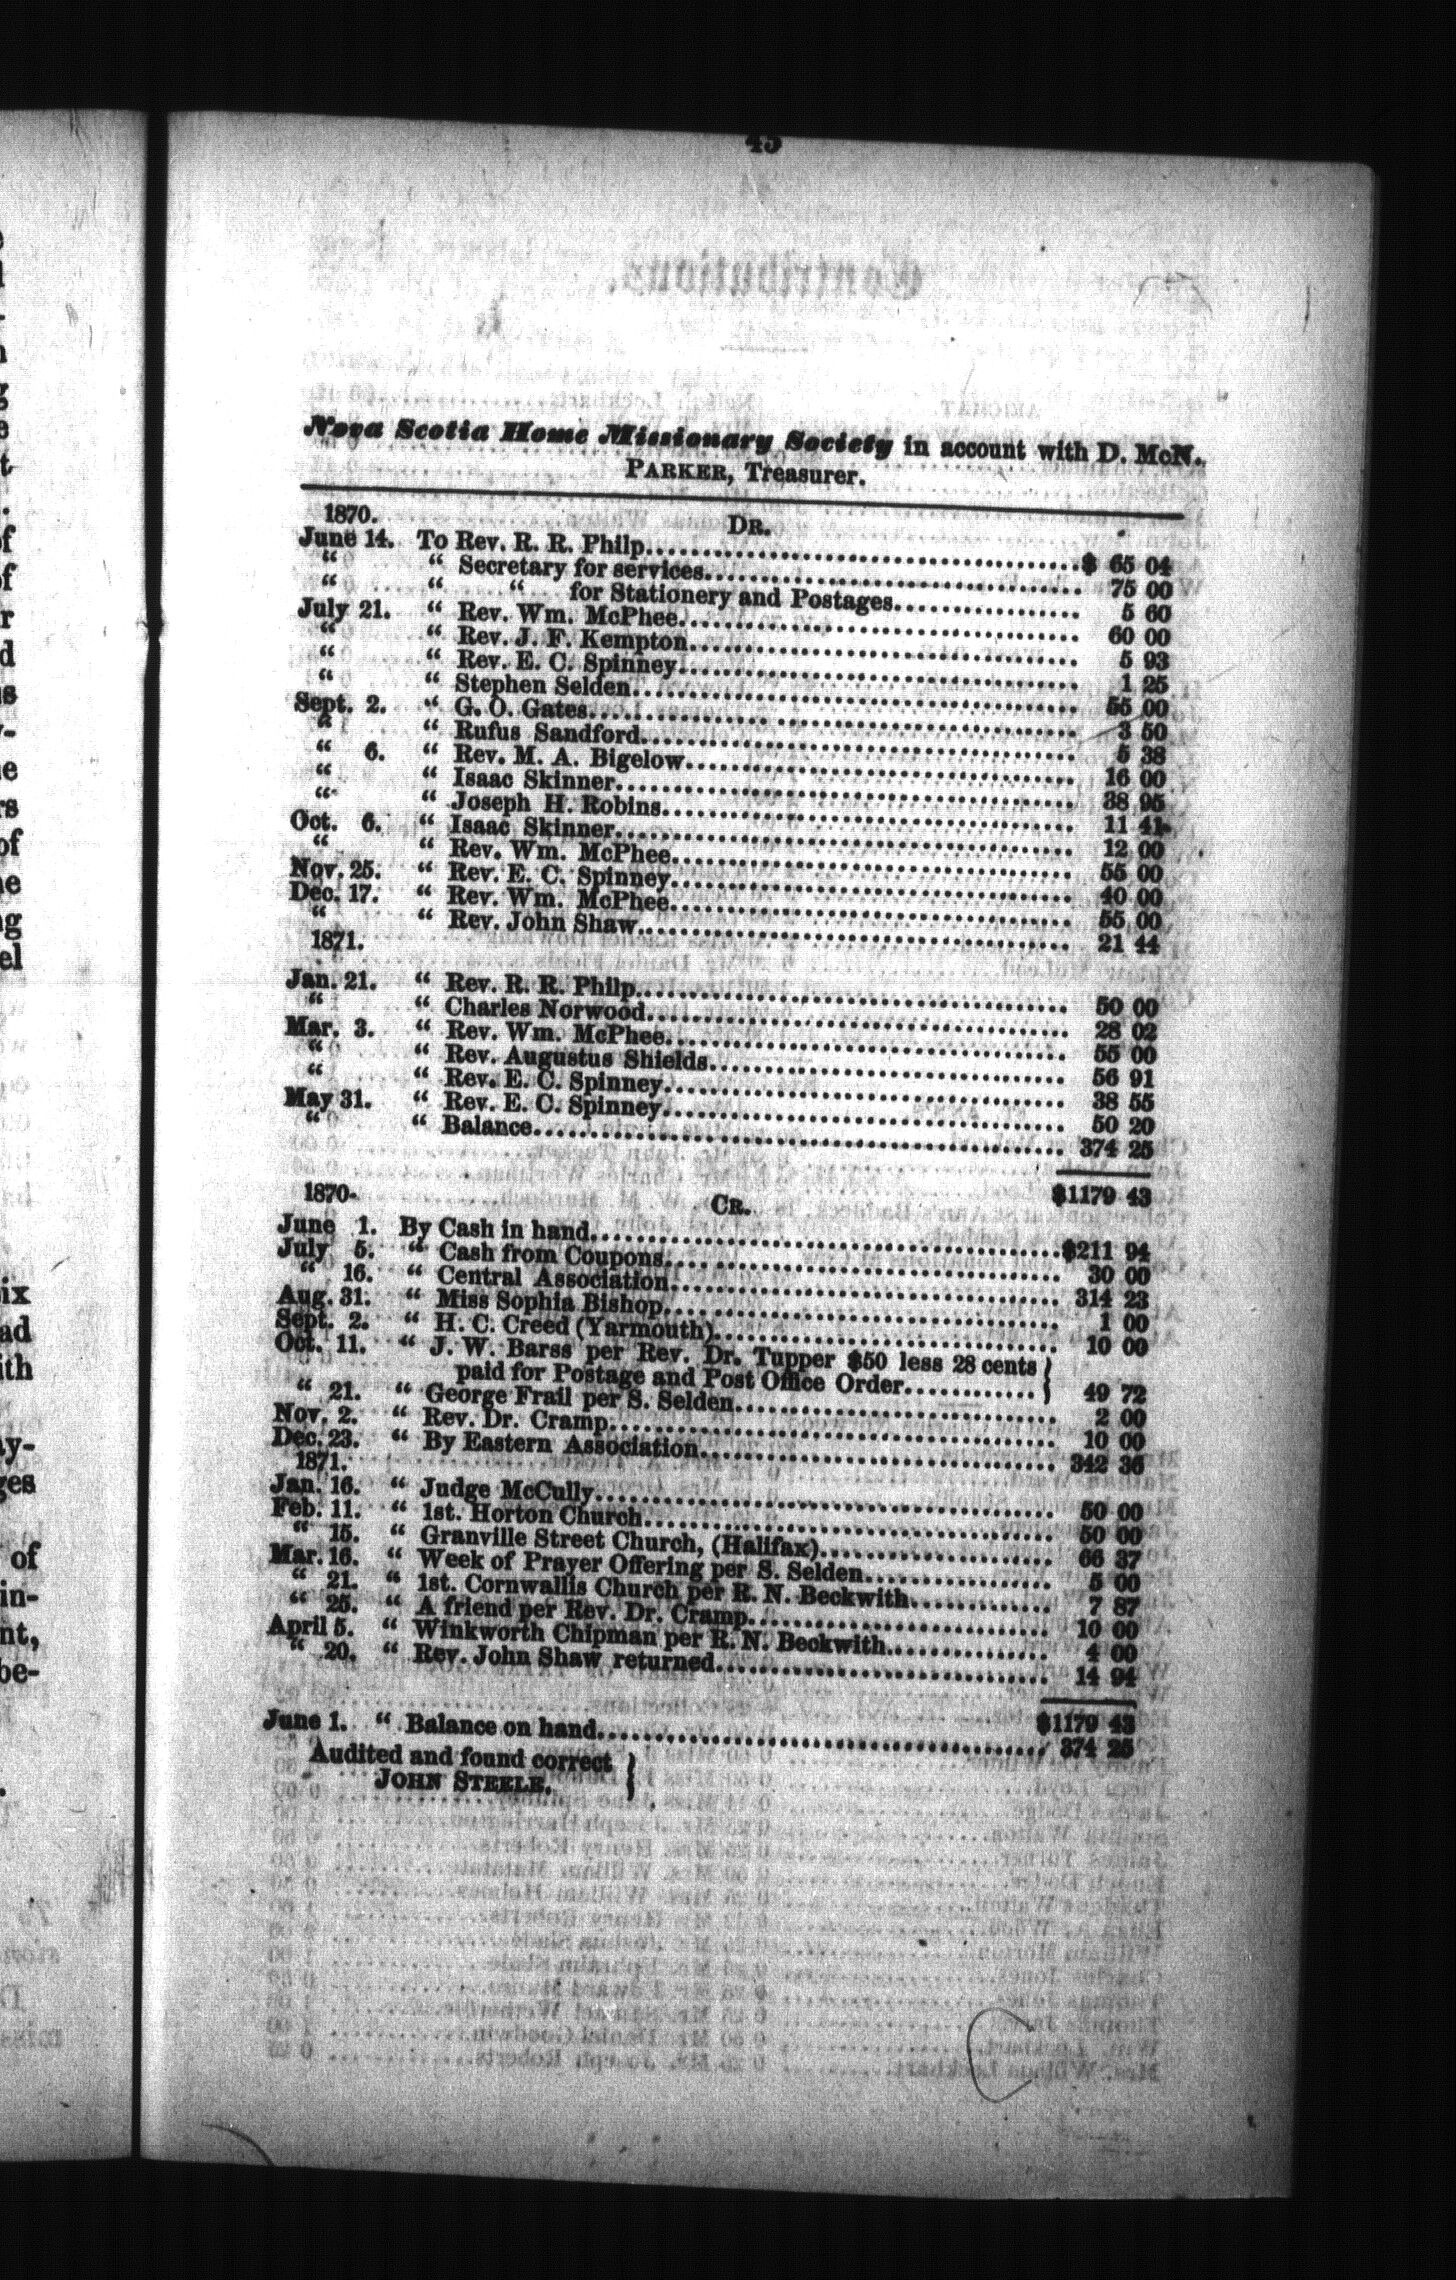 45
Nova Scotia Home Missionary Society in account with D. McN.
PARKER, Treasurer.
1870. DR.
June 14. To Rev. R. R. Philp........ $ 65 04
“ “ Secretary for services........ 75 00
“ “ “ for Stationery and Postages........ 5 60
July 21. “ Rev. Wm. McPhee........ 60 00
“ “ Rev. J. F. Kempton........ 5 93
“ “ Rev. E. C. Spinney........ 1 25
“ “ Stephen Selden........ 55 00
Sept. 2. “ G. O. Gates........ 3 50
“ “ Rufus Sandford........ 5 38
“ 6. “ Rev. M. A. Bigelow........ 16 00
“ “ Isaac Skinner........ 38 95
“ “ Joseph H. Robins........ 11 41
Oct. 6. “ Isaac Skinner........ 12 00
“ “ Rev. Wm. McPhee........ 55 00
Nov. 25. “ Rev. E. C. Spinney........ 40 00
Dec. 17. “ Rev. Wm. McPhee........ 55 00
“ “ Rev. John Shaw........ 21 44
1871.
Jan. 21. “ Rev. R. R. Philp........ 50 00
“ “ Charles Norwood........ 28 02
Mar. 3. “ Rev. Wm. McPhee........ 55 00
“ “ Rev. Augustus Shields........ 56 91
“ “ Rev. E. C. Spinney........ 38 55
May 31. “ Rev. E. C. Spinney........ 50 20
“ “ Balance........ 374 25
$1179 43
1870. CR.
June 1. By Cash in hand........ $211 94
July 5. “ Cash from Coupons........ 30 00
“ 16. “ Central Association........ 314 23
Aug. 31. “ Miss Sophia Bishop........ 1 00
Sept. 2. “ H. C. Creed (Yarmouth)........ 10 00
Oct. 11. “ J. W. Barss per Rev. Dr. Tupper $50 less 28 cents }
paid for Postage and Post Office Order........ 49 72
“ 21. “ George Frail per S. Selden........ 2 00
Nov. 2. “ Rev. Dr. Cramp........ 10 00
Dec. 23. “ By Eastern Association........ 342 36
1871.
Jan. 16. “ Judge McCully........ 50 00
Feb. 11. “ 1st. Horton Church........ 50 00
“ 15. “ Granville Street Church, (Halifax)........ 66 37
Mar. 16. “ Week of Prayer Offering per S. Selden........ 5 00
“ 21. “ 1st. Cornwallis Church per R. N. Beckwith........ 7 87
“ 25. “ A friend per Rev. Dr. Cramp........ 10 00
April 5. “ Winkworth Chipman per R. N. Beckwith........ 4 00
“ 20. “ Rev. John Shaw returned........ 14 94
$1179 43
June 1. “ Balance on hand........ 374 25
Audited and found correct }
JOHN STEELE.